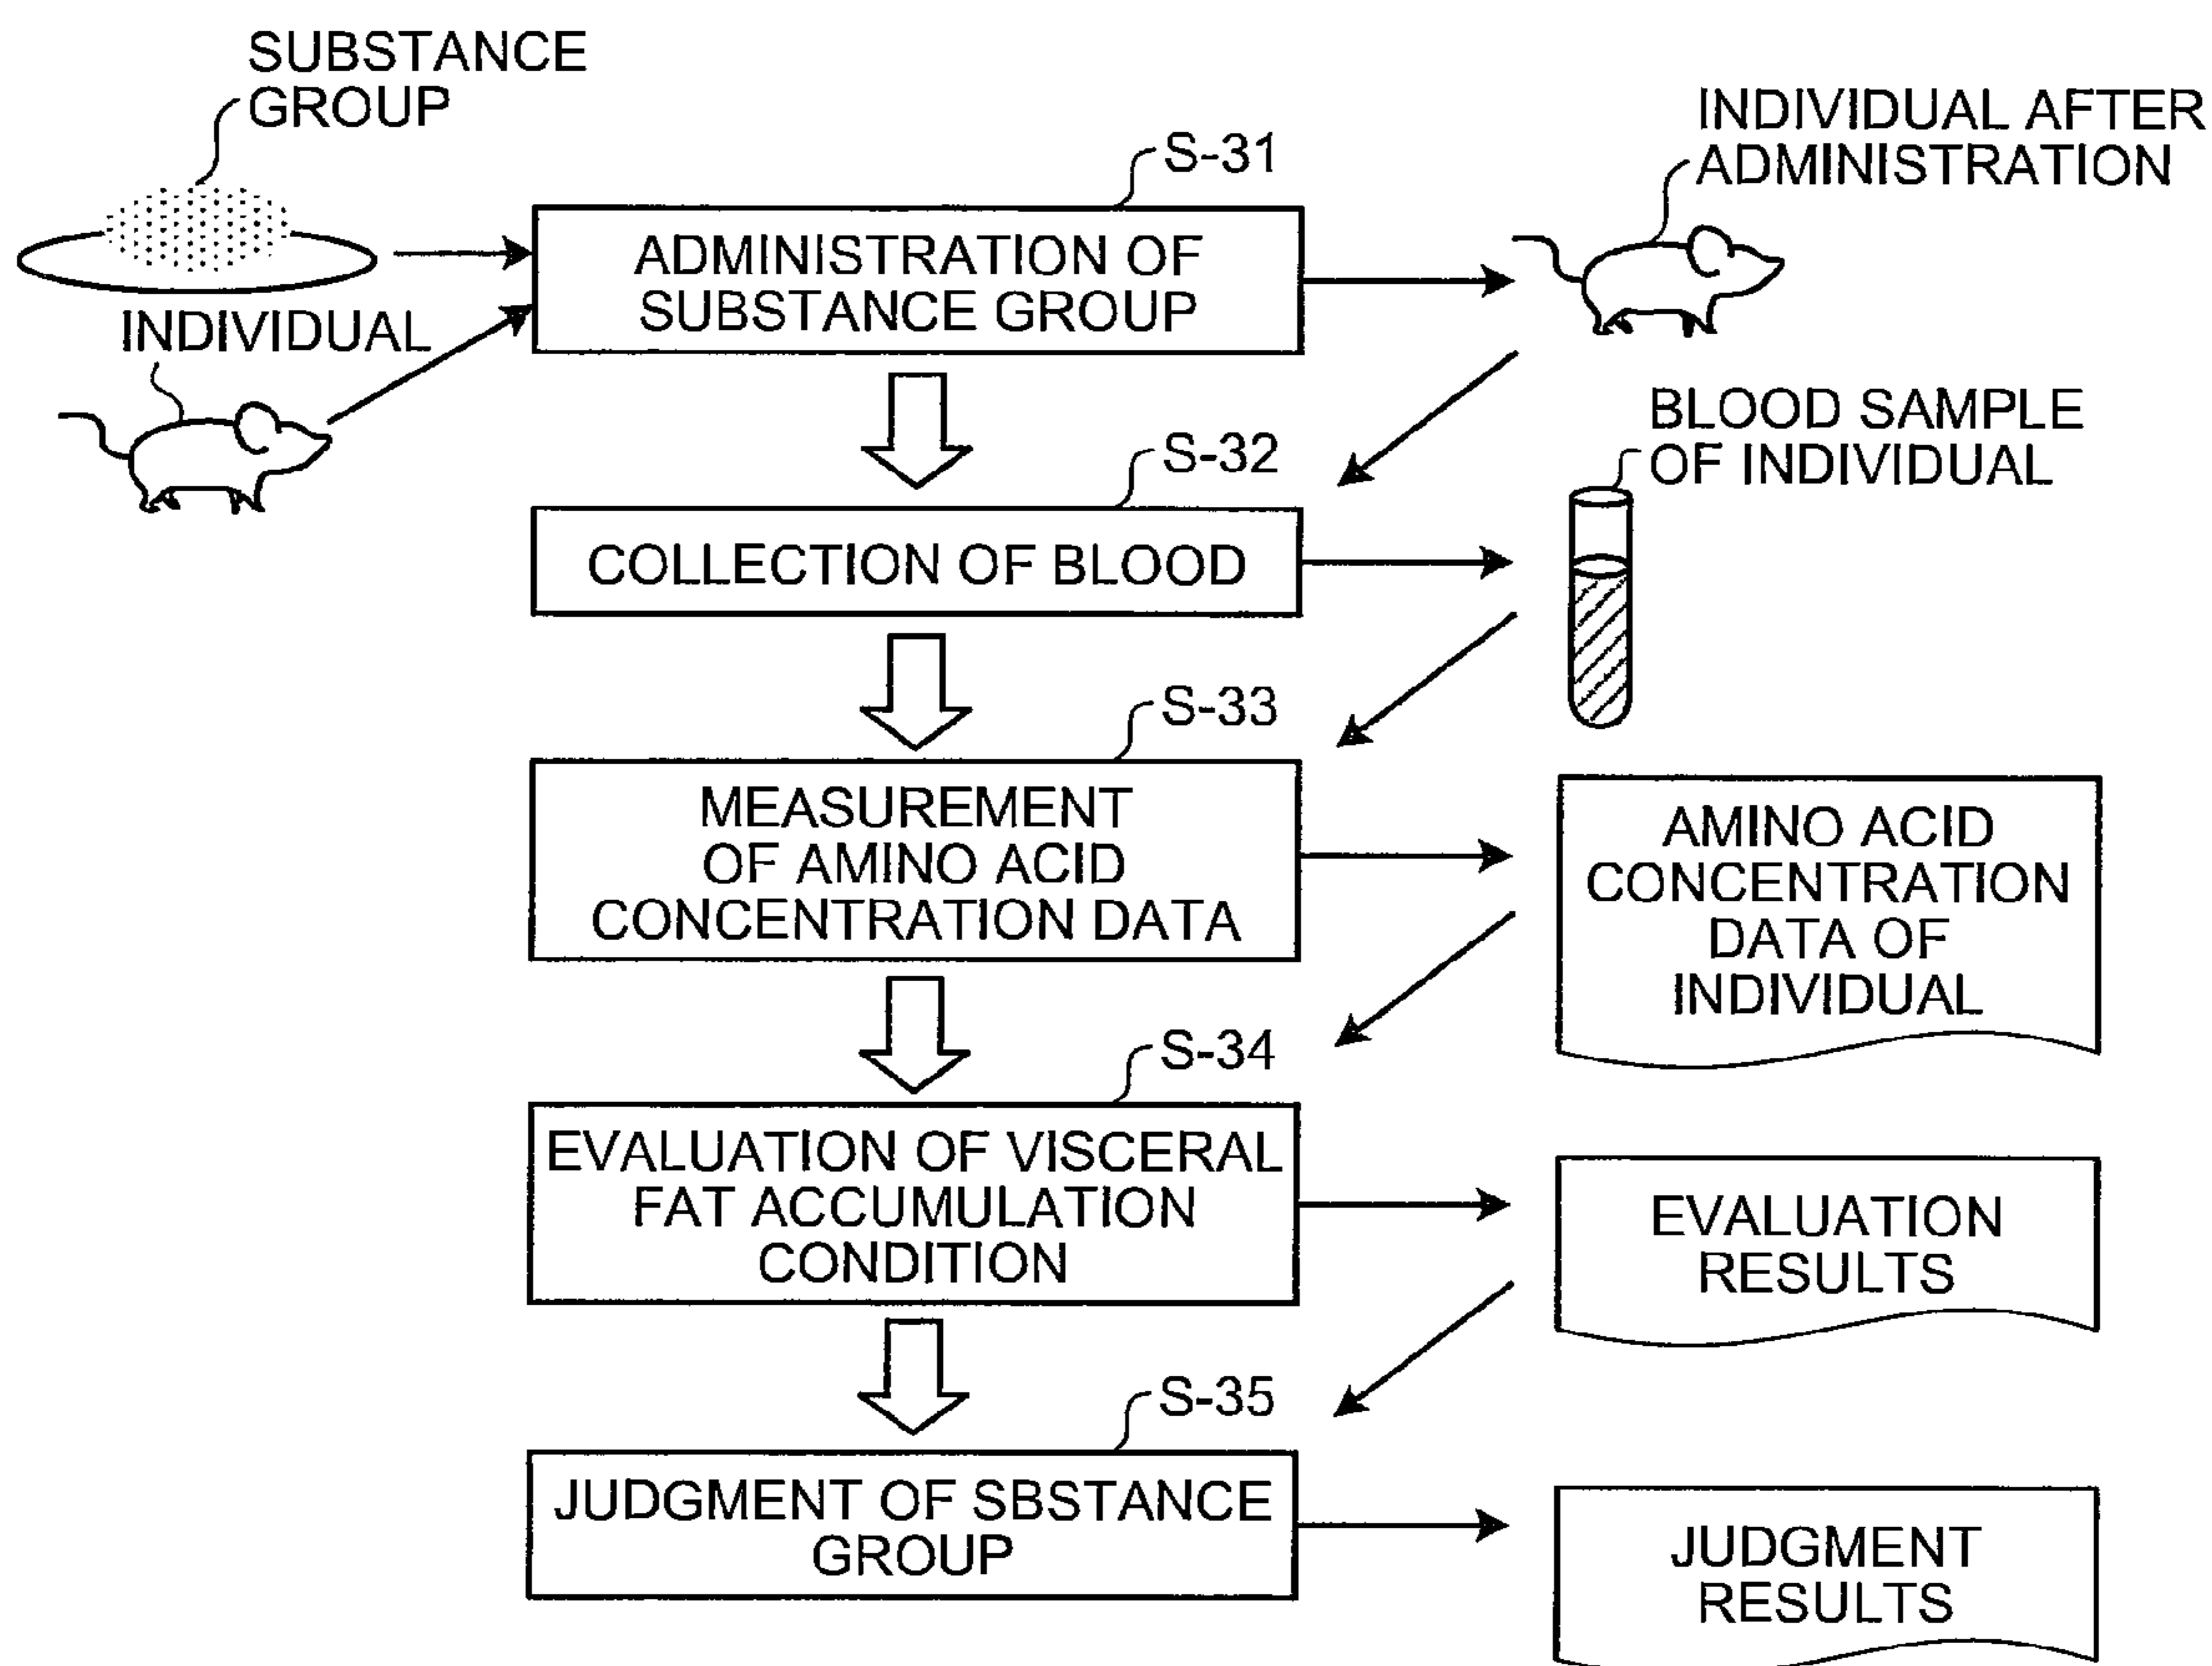 SUBSTANCE
GROUP
INDIVIDUAL AFTER
ADMINISTRATION
S-31
ADMINISTRATION OF
SUBSTANCE GROUP
INDIVIDUAL
BLOOD SAMPLE
OF INDIVIDUAL
S-32
COLLECTION OF BLOOD
S-33
MEASUREMENT
OF AMINO ACID
CONCENTRATION DATA
AMINO ACID
CONCENTRATION
DATA OF
INDIVIDUAL
S-34
EVALUATION OF VISCERAL
FAT ACCUMULATION
CONDITION
EVALUATION
RESULTS
S-35
JUDGMENT OF SBSTANCE
GROUP
JUDGMENT
RESULTS